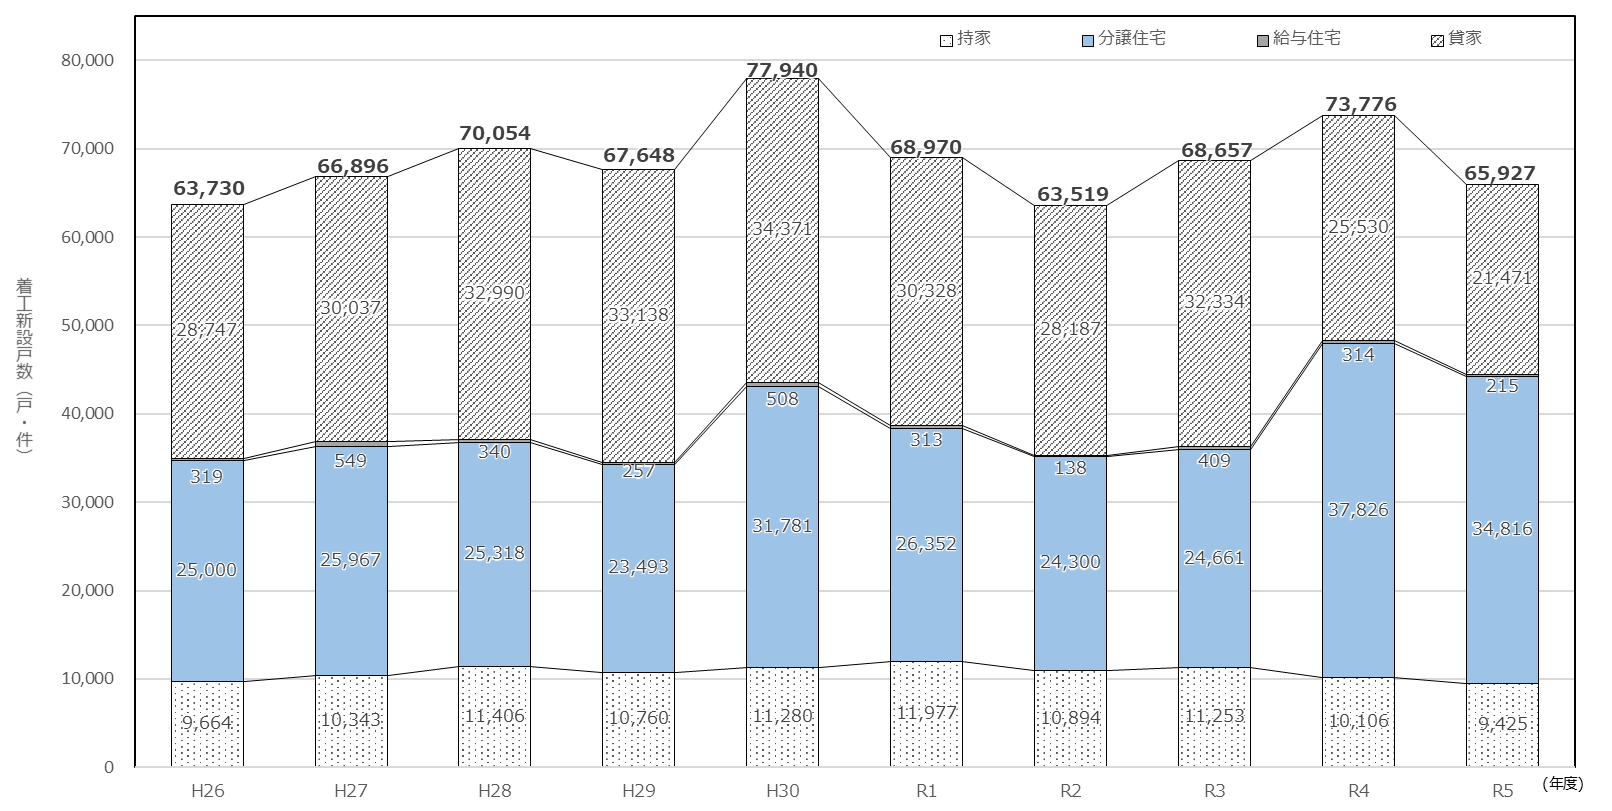 持家 分譲住宅 給与住宅 貸家
着工新設戸数（戸・件）
80,000
70,000
60,000
50,000
40,000
30,000
20,000
10,000
0
63,730 66,896 70,054 67,648 77,940 68,970 63,519 68,657 73,776 65,927
28,747 30,037 32,990 33,138 34,371 30,328 28,187 32,334 25,530 21,471
319 549 340 257 508 313 138 409 314 215
25,000 25,967 25,318 23,493 31,781 26,352 24,300 24,661 37,826 34,816
9,664 10,343 11,406 10,760 11,280 11,977 10,894 11,253 10,106 9,425
H26 H27 H28 H29 H30 R1 R2 R3 R4 R5
（年度）